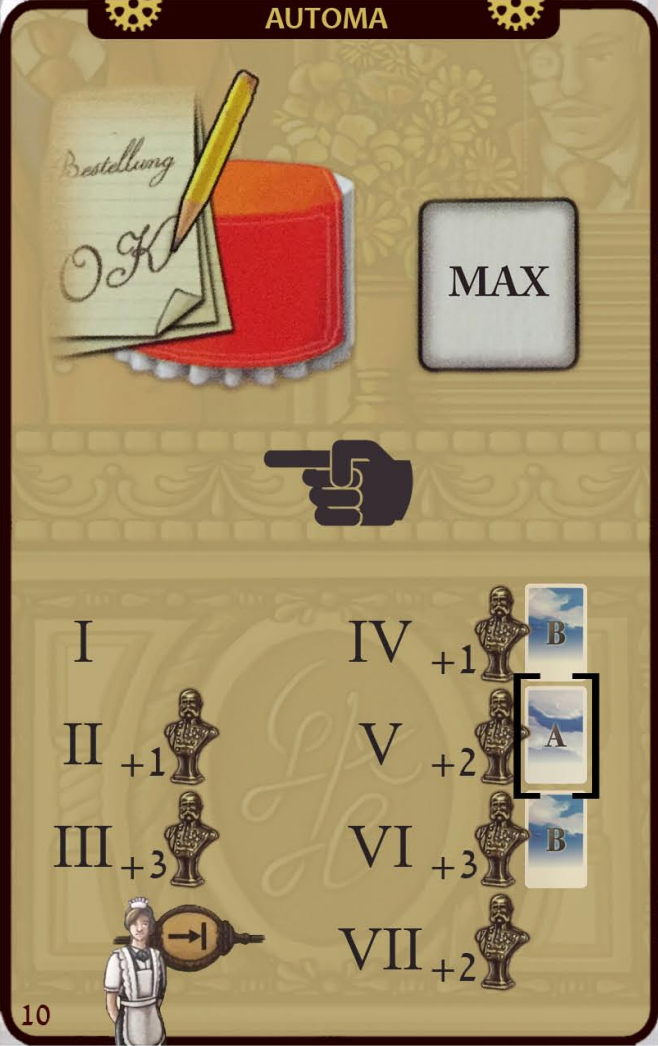 AUTOMA
Bestellung
OK
MAX
I
IV +1 B
II +1
V +2 A
III +3
VI +3 B
VII +2
10